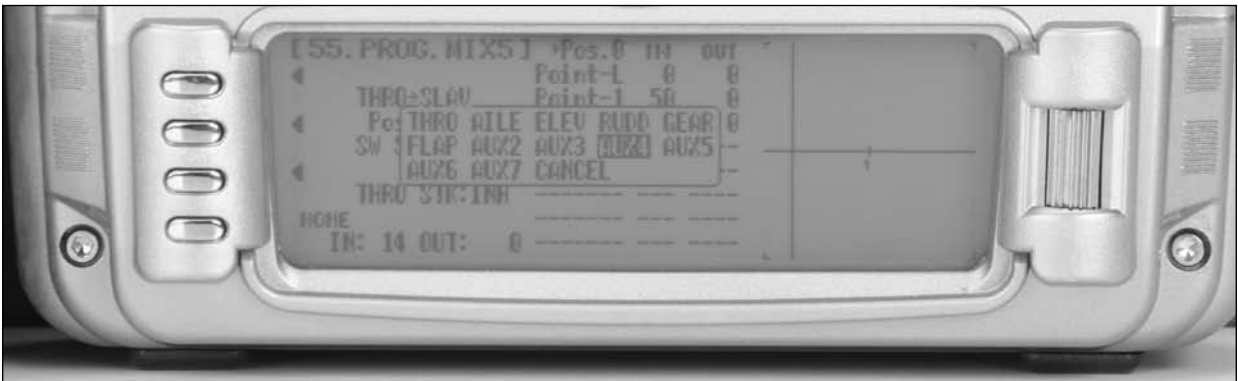 [55.PROG.MIX5] Pos.0 IN OUT
Point-L 0 0
THRO±SLAV Point-1 50 0
Pos 0
THRO AILE ELEV RUDD GEAR
SW
FLAP AUX2 AUX3 AUX4 AUX5 --
AUX6 AUX7 CANCEL --
THRO STK:INH ------ --- ---
NONE ------ --- ---
IN: 14 OUT: 0 ------ --- ---